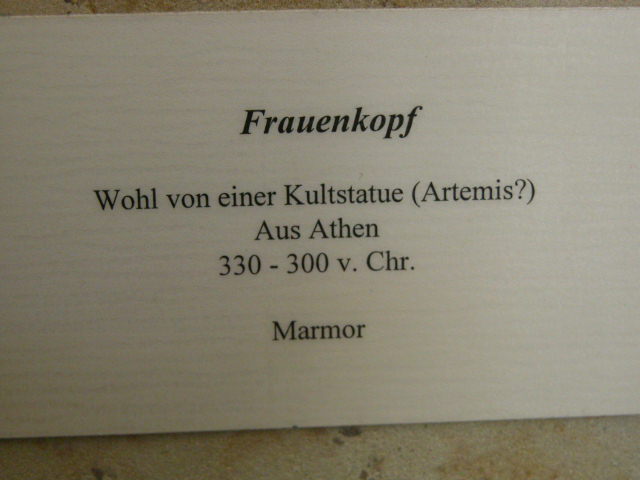 Frauenkopf
Wohl von einer Kultstatue (Artemis?)
Aus Athen
330 - 300 v. Chr.
Marmor